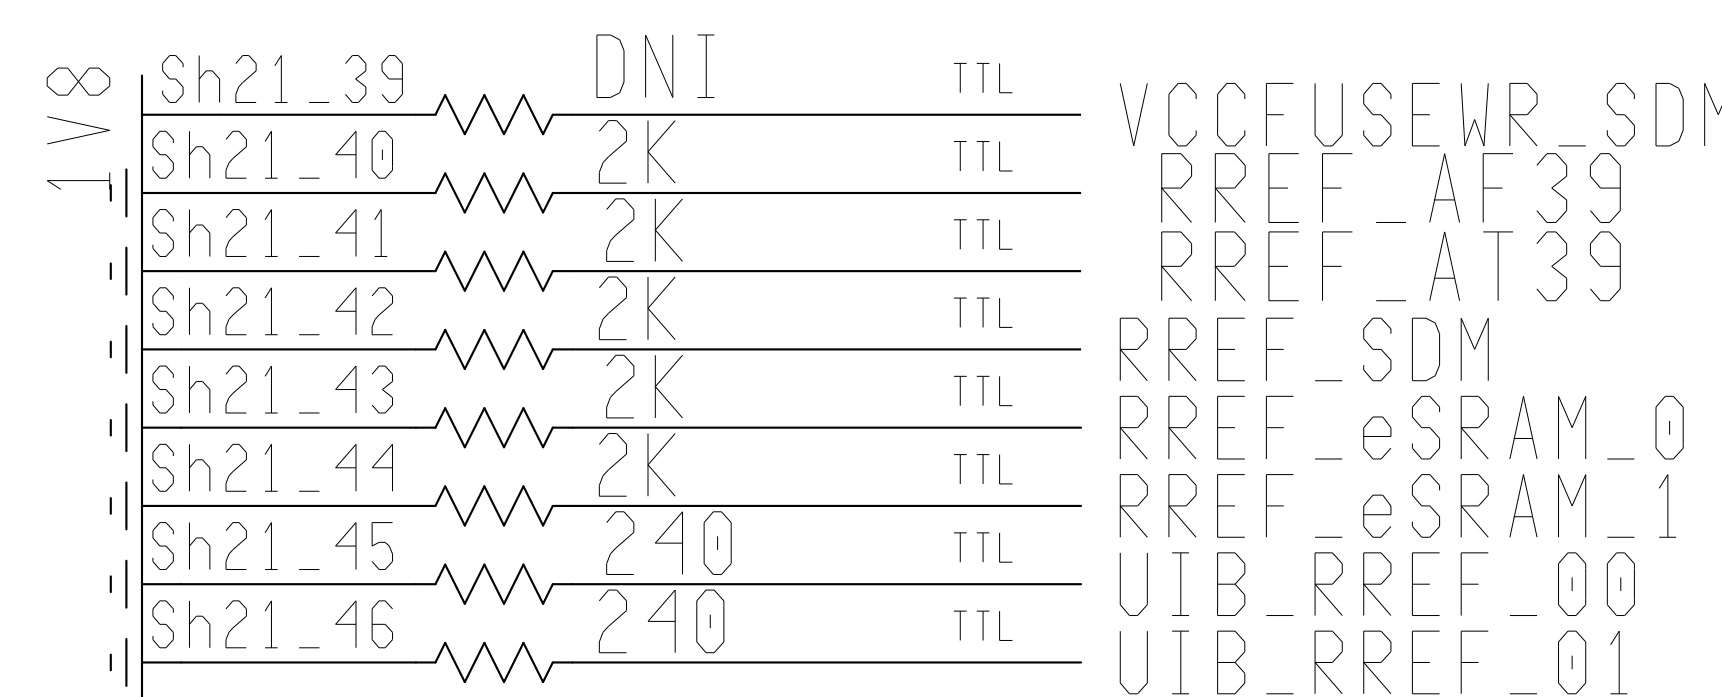 1V8
Sh21_39 DNI TTL VCCFUSEWR_SDM
Sh21_40 2K TTL RREF_AF39
Sh21_41 2K TTL RREF_AT39
Sh21_42 2K TTL RREF_SDM
Sh21_43 2K TTL RREF_eSRAM_0
Sh21_44 2K TTL RREF_eSRAM_1
Sh21_45 240 TTL UIB_RREF_00
Sh21_46 240 TTL UIB_RREF_01